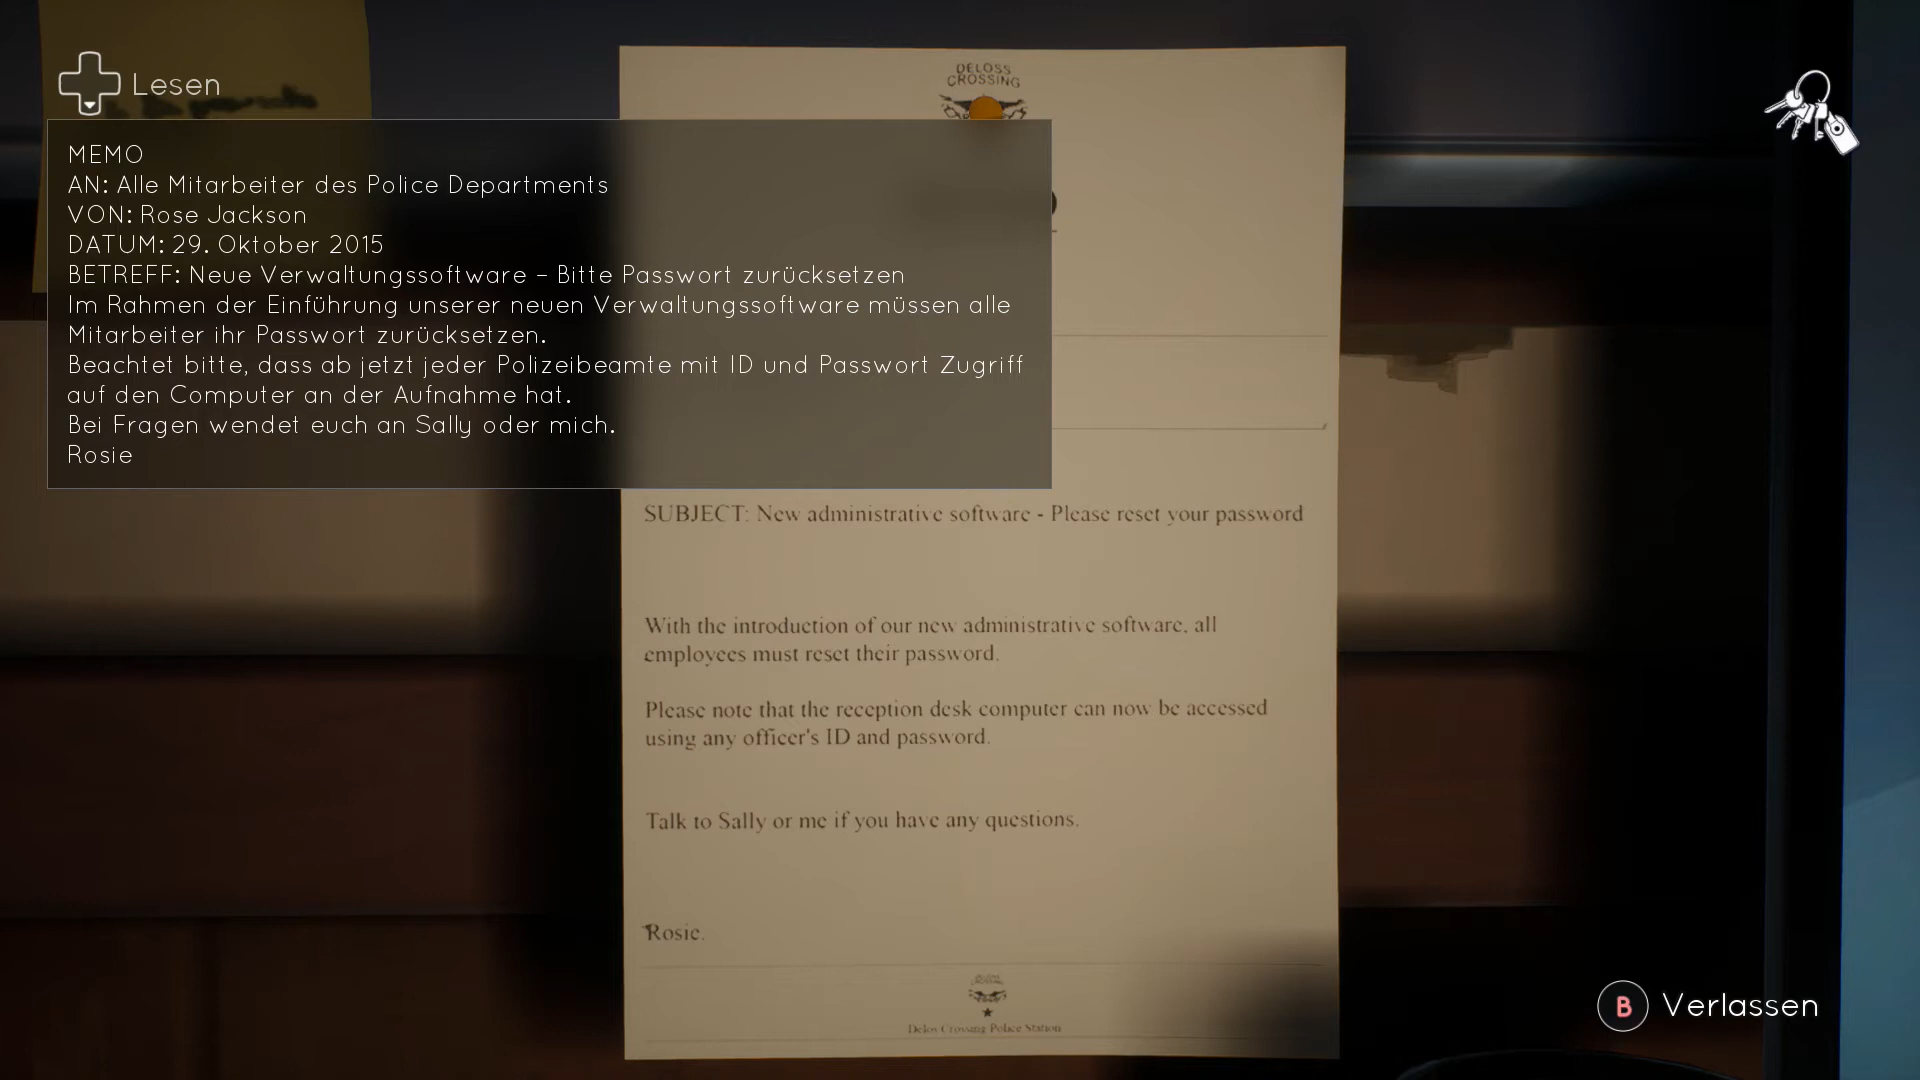 Lesen
MEMO
AN: Alle Mitarbeiter des Police Departments
VON: Rose Jackson
DATUM: 29. Oktober 2015
BETREFF: Neue Verwaltungssoftware – Bitte Passwort zurücksetzen
Im Rahmen der Einführung unserer neuen Verwaltungssoftware müssen alle
Mitarbeiter ihr Passwort zurücksetzen.
Beachtet bitte, dass ab jetzt jeder Polizeibeamte mit ID und Passwort Zugriff
auf den Computer an der Aufnahme hat.
Bei Fragen wendet euch an Sally oder mich.
Rosie
DELOSS
CROSSING
SUBJECT: New administrative software - Please reset your password
With the introduction of our new administrative software, all
employees must reset their password.
Please note that the reception desk computer can now be accessed
using any officer's ID and password.
Talk to Sally or me if you have any questions.
Rosie.
Delos Crossing Police Station
B Verlassen